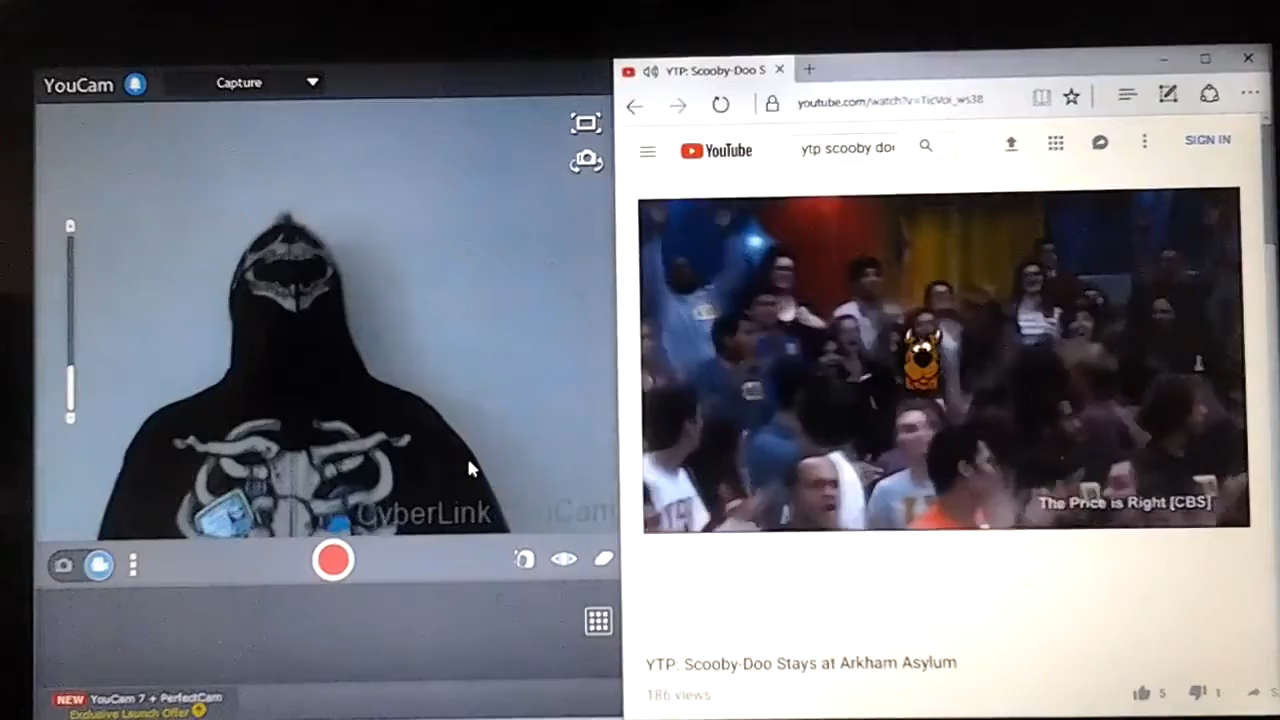 YouCam
Capture
YTP: Scooby-Doo S
youtube.com/watch?v=TicVoi_ws38
YouTube
ytp scooby doo
SIGN IN
The Price is Right [CBS]
CyberLink YouCam
YTP: Scooby-Doo Stays at Arkham Asylum
186 views
5
1
S
NEW YouCam 7 + PerfectCam
Exclusive Launch Offer